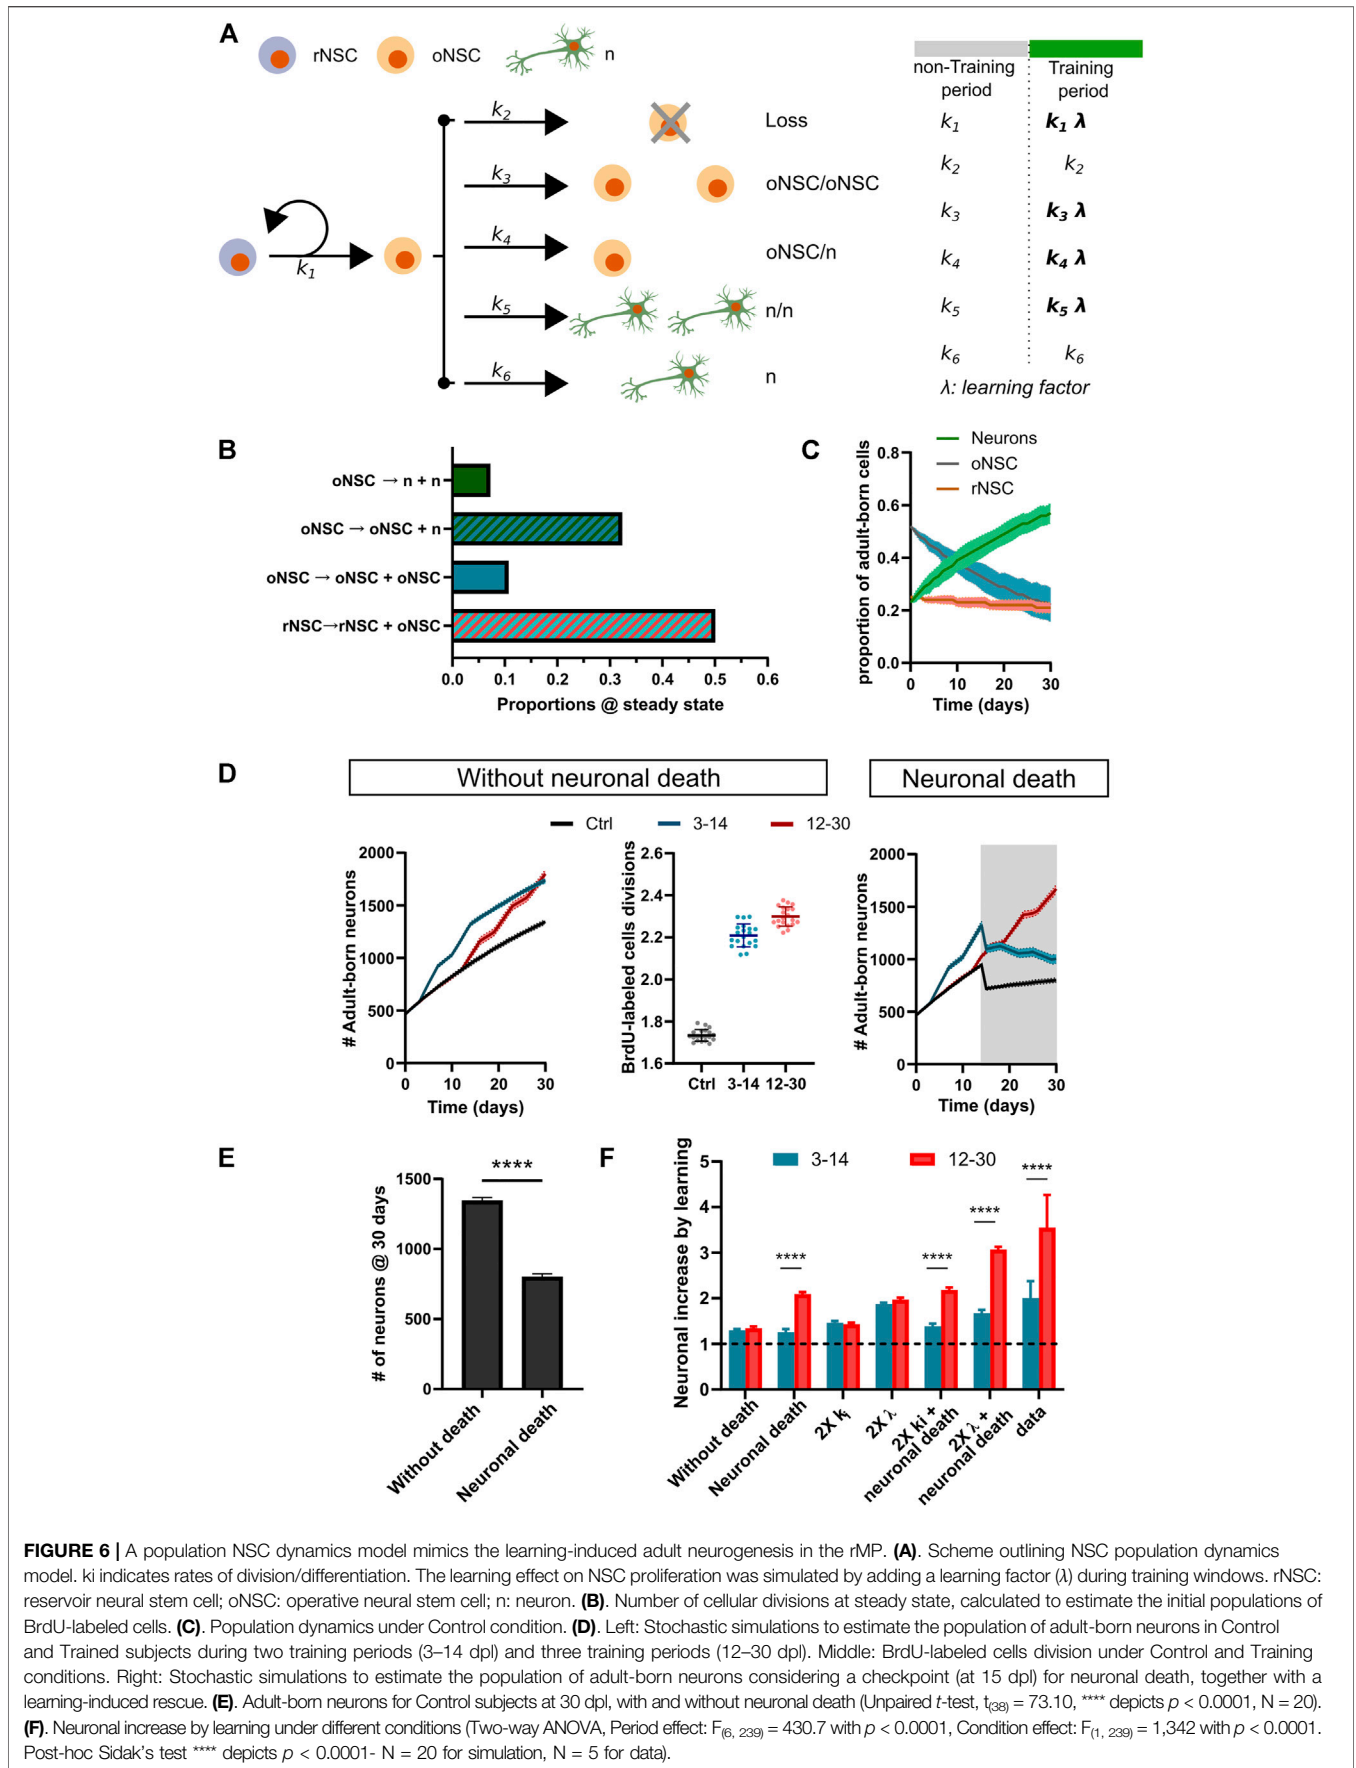 A
rNSC
oNSC
n
non-Training
period
Training
period
k1
k2
Loss
k3
oNSC/oNSC
k4
oNSC/n
k5
n/n
k6
n
k1
k1 λ
k2
k2
k3
k3 λ
k4
k4 λ
k5
k5 λ
k6
k6
λ: learning factor
B
oNSC → n + n
oNSC → oNSC + n
oNSC → oNSC + oNSC
rNSC→rNSC + oNSC
0.0 0.1 0.2 0.3 0.4 0.5 0.6
Proportions @ steady state
C
Neurons
oNSC
rNSC
proportion of adult-born cells
0.8
0.6
0.4
0.2
0.0
0 10 20 30
Time (days)
D
Without neuronal death
Neuronal death
Ctrl
3-14
12-30
# Adult-born neurons
2000
1500
1000
500
0
0 10 20 30
Time (days)
BrdU-labeled cells divisions
2.6
2.4
2.2
2.0
1.8
1.6
Ctrl 3-14 12-30
# Adult-born neurons
2000
1500
1000
500
0
0 10 20 30
Time (days)
E
# of neurons @ 30 days
1500
1000
500
0
****
Without death
Neuronal death
F
3-14
12-30
Neuronal increase by learning
5
4
3
2
1
0
****
****
****
****
Without death
Neuronal death
2X ki
2X λ
2X ki +
neuronal death
2X λ +
neuronal death
data
FIGURE 6 | A population NSC dynamics model mimics the learning-induced adult neurogenesis in the rMP. (A). Scheme outlining NSC population dynamics
model. ki indicates rates of division/differentiation. The learning effect on NSC proliferation was simulated by adding a learning factor (λ) during training windows. rNSC:
reservoir neural stem cell; oNSC: operative neural stem cell; n: neuron. (B). Number of cellular divisions at steady state, calculated to estimate the initial populations of
BrdU-labeled cells. (C). Population dynamics under Control condition. (D). Left: Stochastic simulations to estimate the population of adult-born neurons in Control
and Trained subjects during two training periods (3–14 dpl) and three training periods (12–30 dpl). Middle: BrdU-labeled cells division under Control and Training
conditions. Right: Stochastic simulations to estimate the population of adult-born neurons considering a checkpoint (at 15 dpl) for neuronal death, together with a
learning-induced rescue. (E). Adult-born neurons for Control subjects at 30 dpl, with and without neuronal death (Unpaired t-test, t(38) = 73.10, **** depicts p < 0.0001, N = 20).
(F). Neuronal increase by learning under different conditions (Two-way ANOVA, Period effect: F(6, 239) = 430.7 with p < 0.0001, Condition effect: F(1, 239) = 1,342 with p < 0.0001.
Post-hoc Sidak's test **** depicts p < 0.0001- N = 20 for simulation, N = 5 for data).